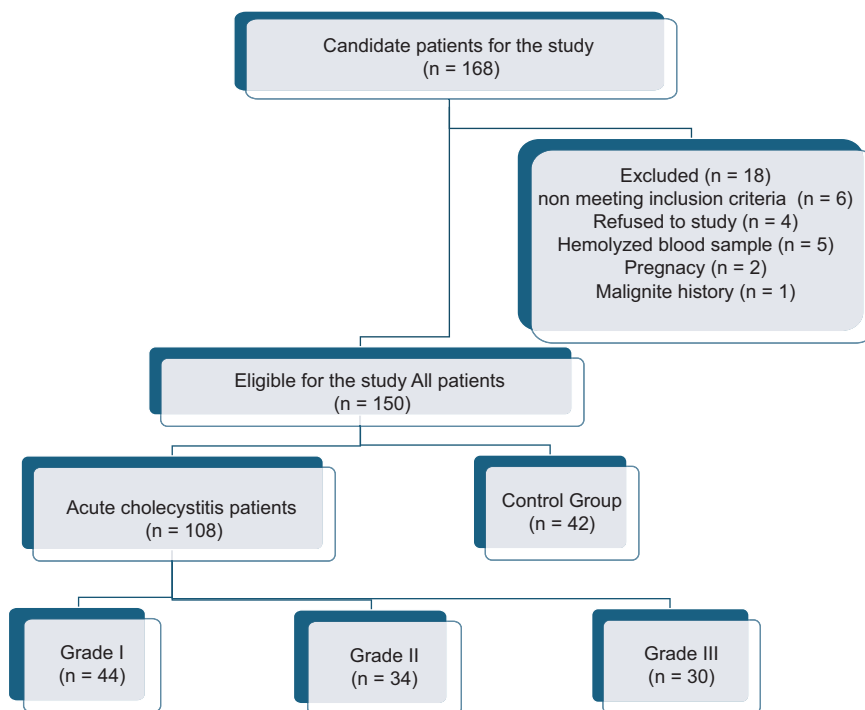 Candidate patients for the study
(n = 168)
Excluded (n = 18)
non meeting inclusion criteria (n = 6)
Refused to study (n = 4)
Hemolyzed blood sample (n = 5)
Pregnancy (n = 2)
Malignite history (n = 1)
Eligible for the study All patients
(n = 150)
Acute cholecystitis patients
(n = 108)
Control Group
(n = 42)
Grade I
(n = 44)
Grade II
(n = 34)
Grade III
(n = 30)